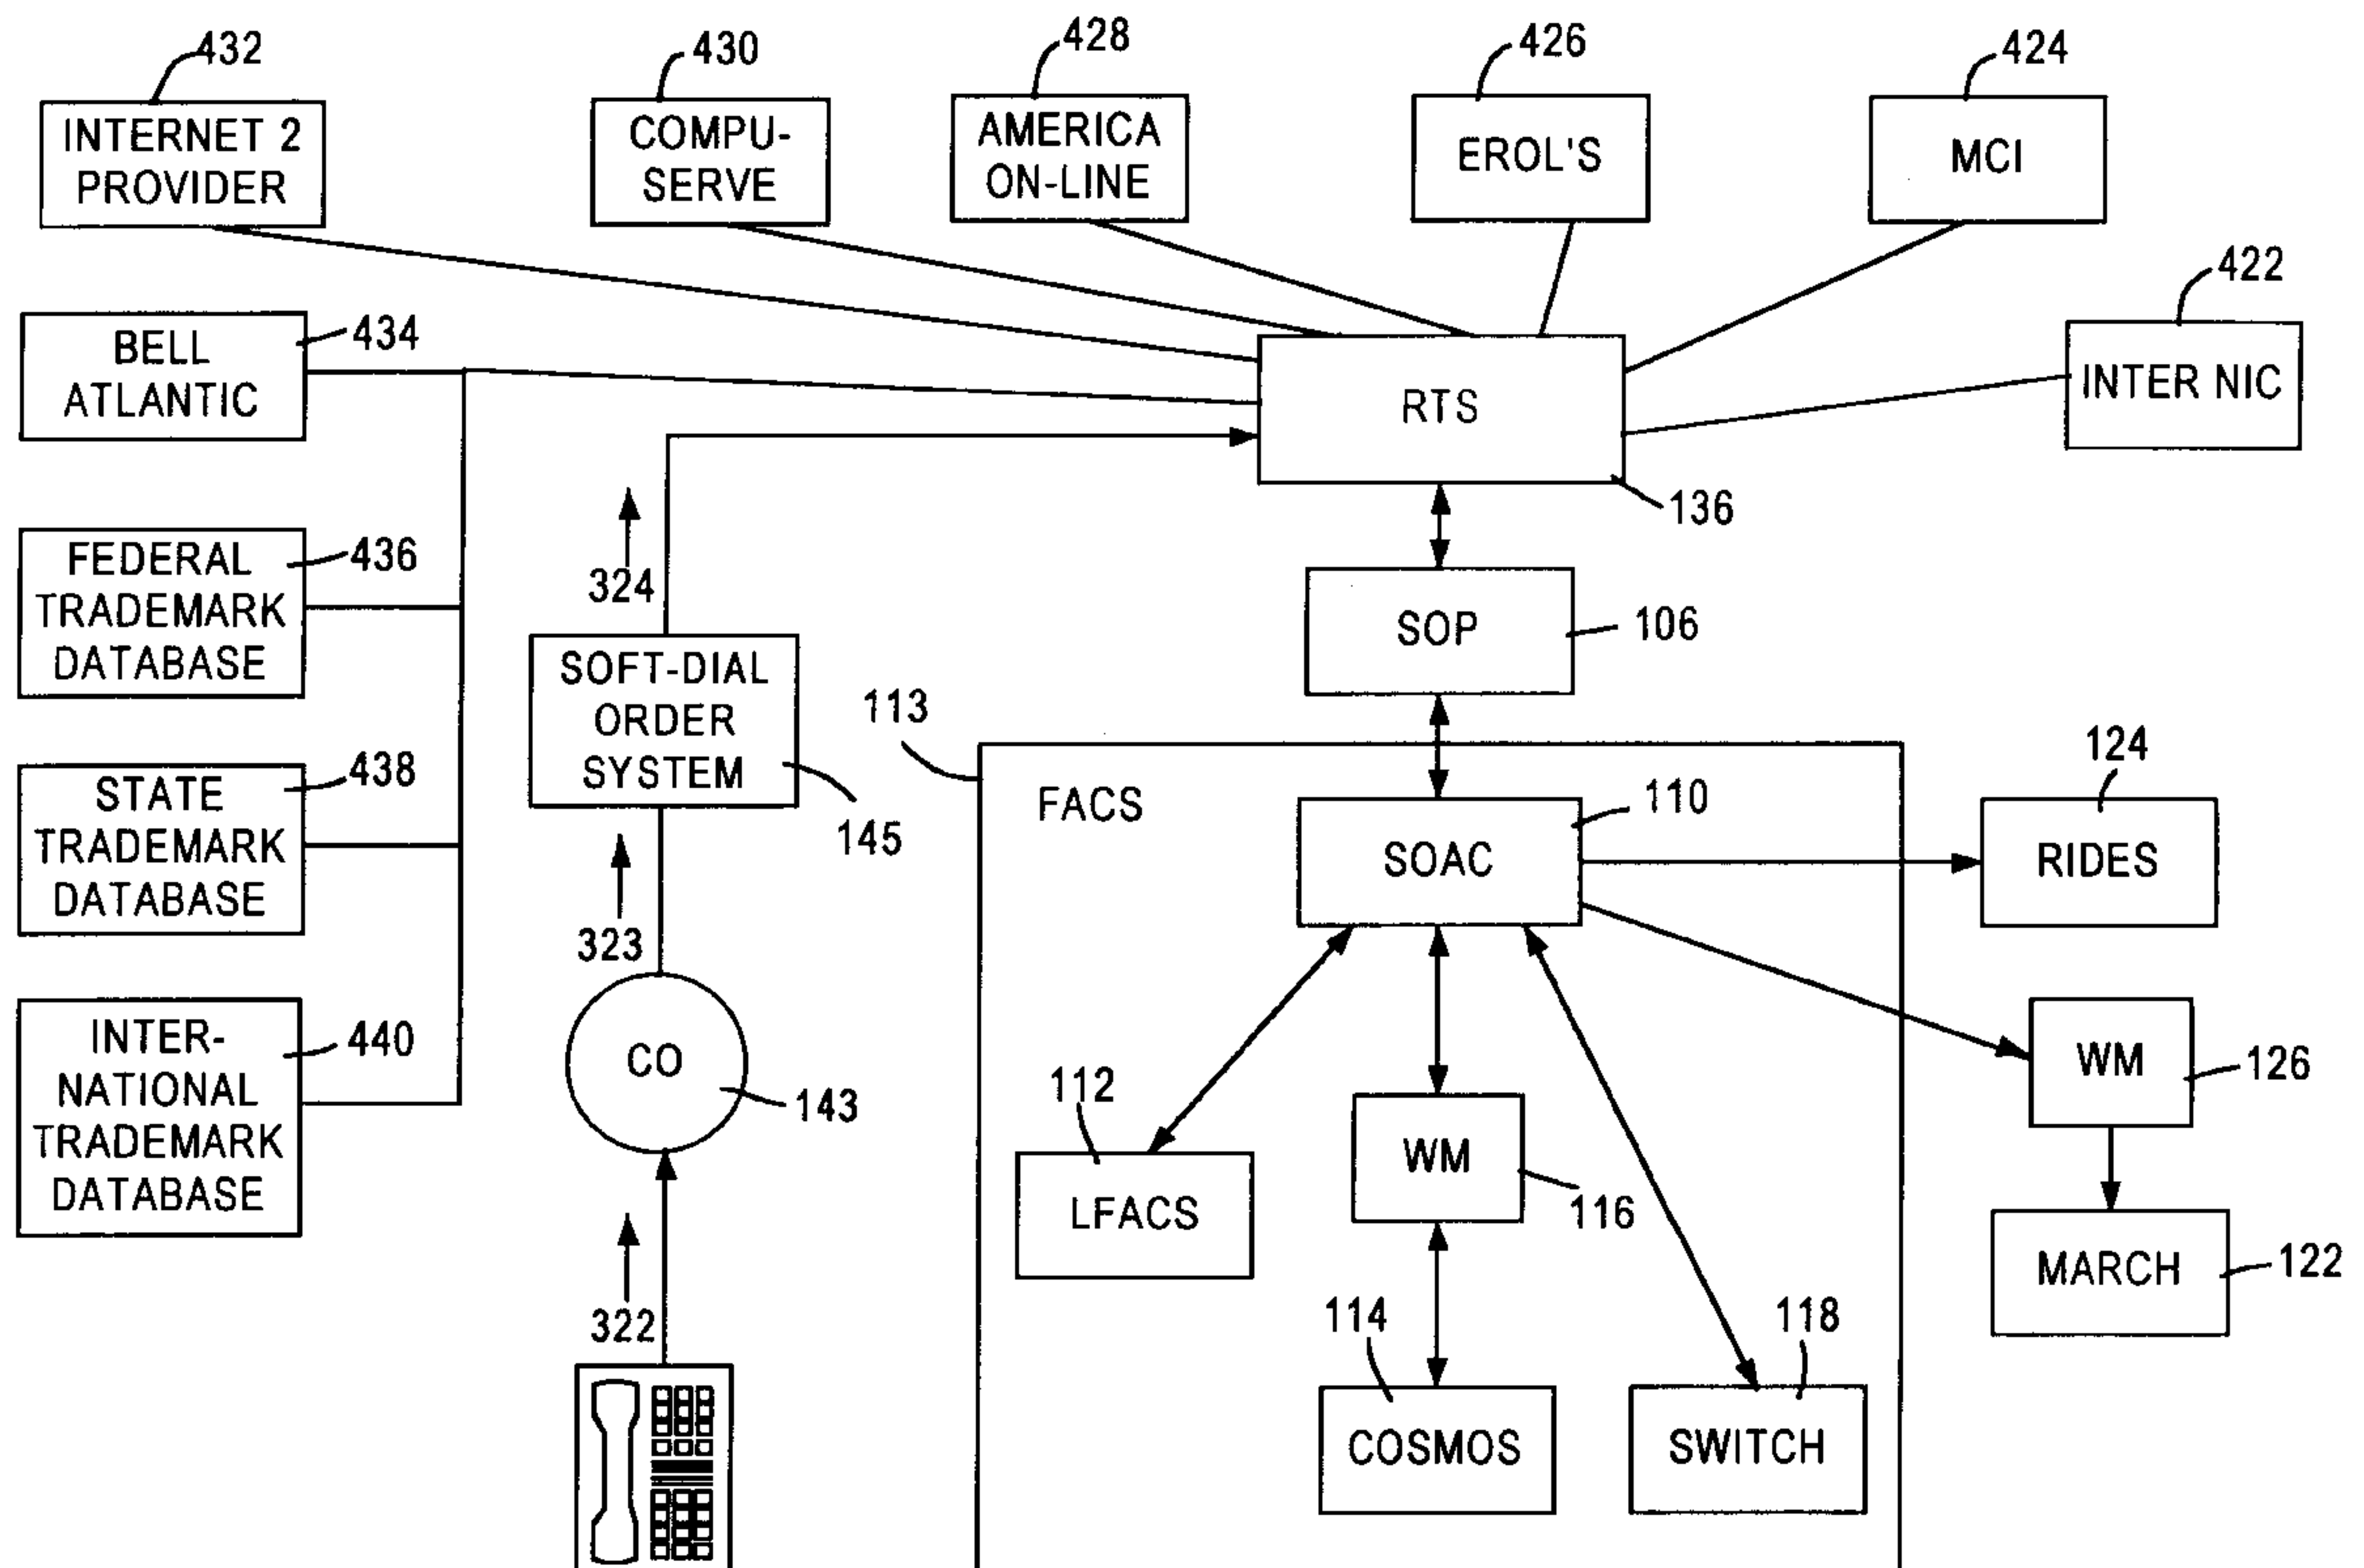 432
430
428
426
424
INTERNET 2
PROVIDER
COMPU-
SERVE
AMERICA
ON-LINE
EROL'S
MCI
422
BELL
ATLANTIC
434
RTS
INTER NIC
136
FEDERAL
TRADEMARK
DATABASE
436
324
SOP
106
SOFT-DIAL
ORDER
SYSTEM
145
113
STATE
TRADEMARK
DATABASE
438
FACS
SOAC
110
124
RIDES
323
INTER-
NATIONAL
TRADEMARK
DATABASE
440
CO
143
112
LFACS
WM
116
WM
126
MARCH
122
322
114
COSMOS
118
SWITCH